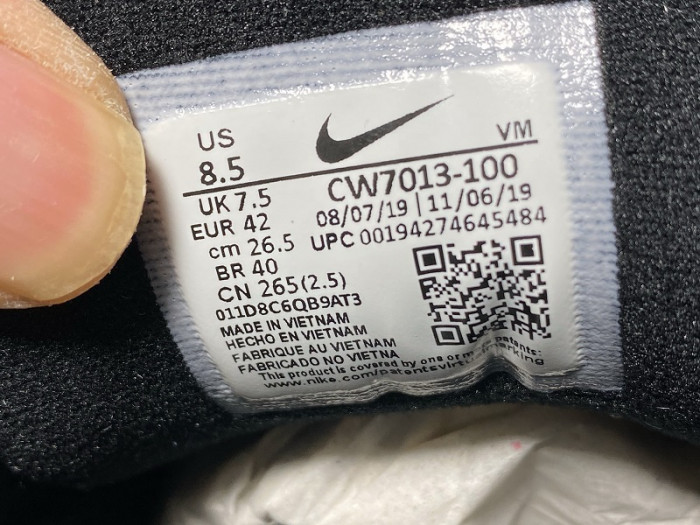 US
VM
8.5
CW7013-100
UK 7.5
08/07/19 | 11/06/19
EUR 42
UPC 00194274645484
cm 26.5
BR 40
CN 265(2.5)
011D8C6QB9AT3
MADE IN VIETNAM
HECHO EN VIETNAM
FABRIQUE AU VIETNAM
FABRICADO NO VIETNA
This product is covered by one or patents:
www.nike.com/patents marking